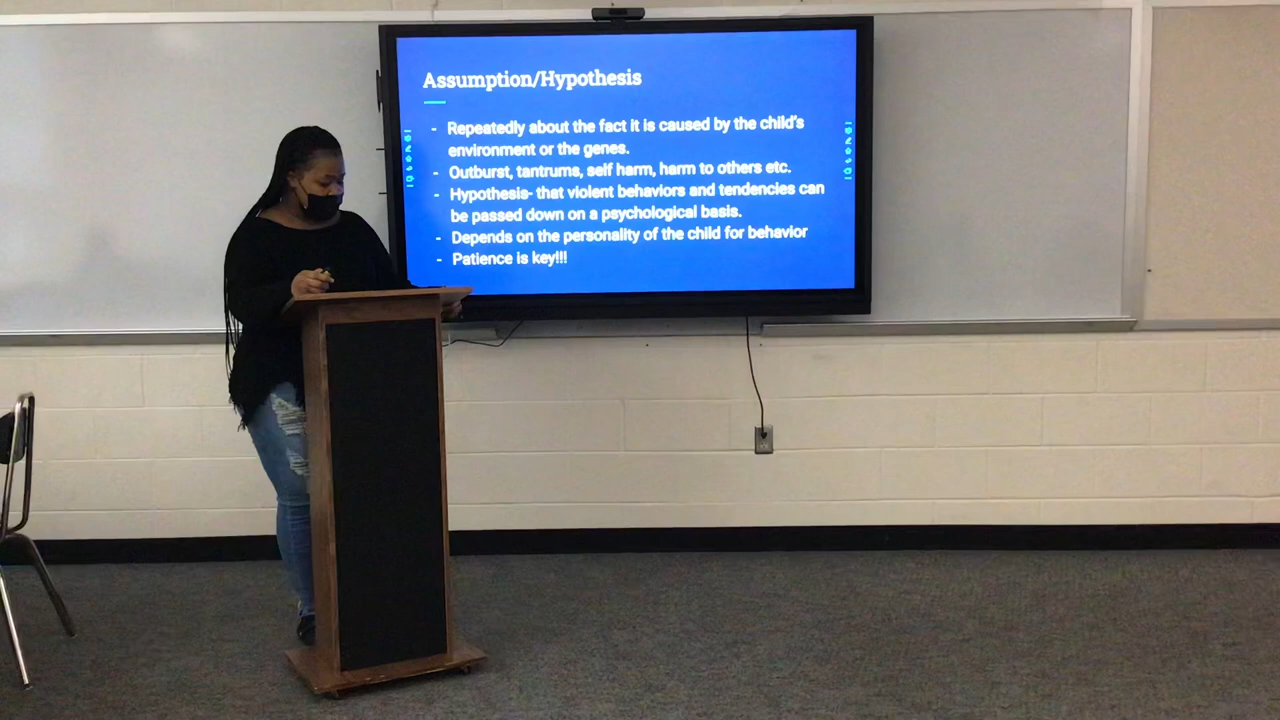 Assumption/Hypothesis
- Repeatedly about the fact it is caused by the child's
environment or the genes.
- Outburst, tantrums, self harm, harm to others etc.
- Hypothesis- that violent behaviors and tendencies can
be passed down on a psychological basis.
- Depends on the personality of the child for behavior
- Patience is key!!!